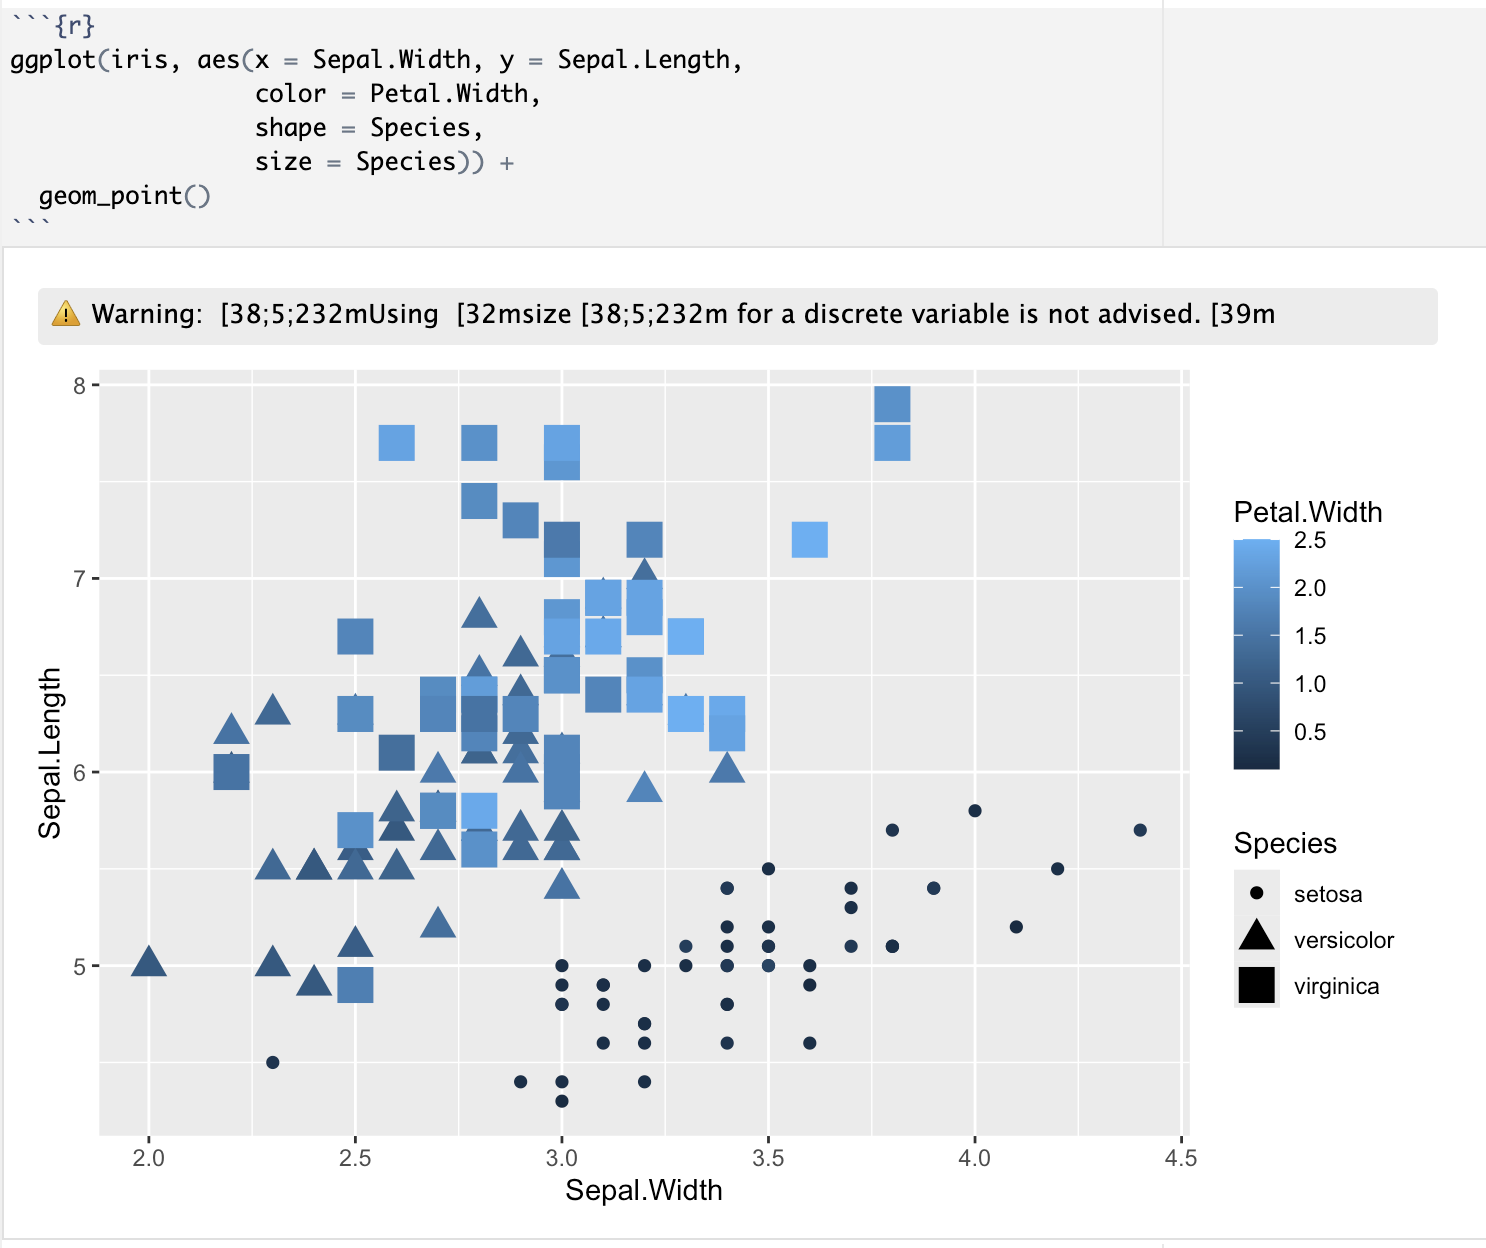 ```{r}
ggplot(iris, aes(x = Sepal.Width, y = Sepal.Length,
                 color = Petal.Width,
                 shape = Species,
                 size = Species)) +
  geom_point()
```
Warning:  [38;5;232mUsing  [32msize [38;5;232m for a discrete variable is not advised. [39m
8
7
6
5
Sepal.Length
2.0 2.5 3.0 3.5 4.0 4.5
Sepal.Width
Petal.Width
2.5
2.0
1.5
1.0
0.5
Species
setosa
versicolor
virginica